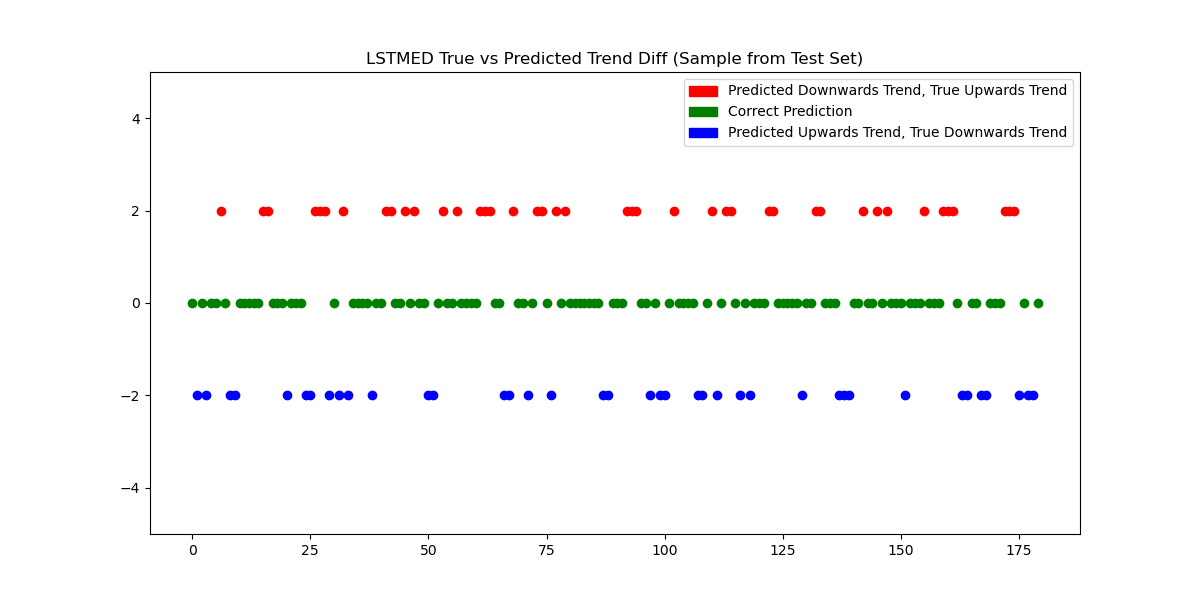 LSTMED True vs Predicted Trend Diff (Sample from Test Set)
Predicted Downwards Trend, True Upwards Trend
Correct Prediction
Predicted Upwards Trend, True Downwards Trend
4
2
0
−2
−4
0 25 50 75 100 125 150 175